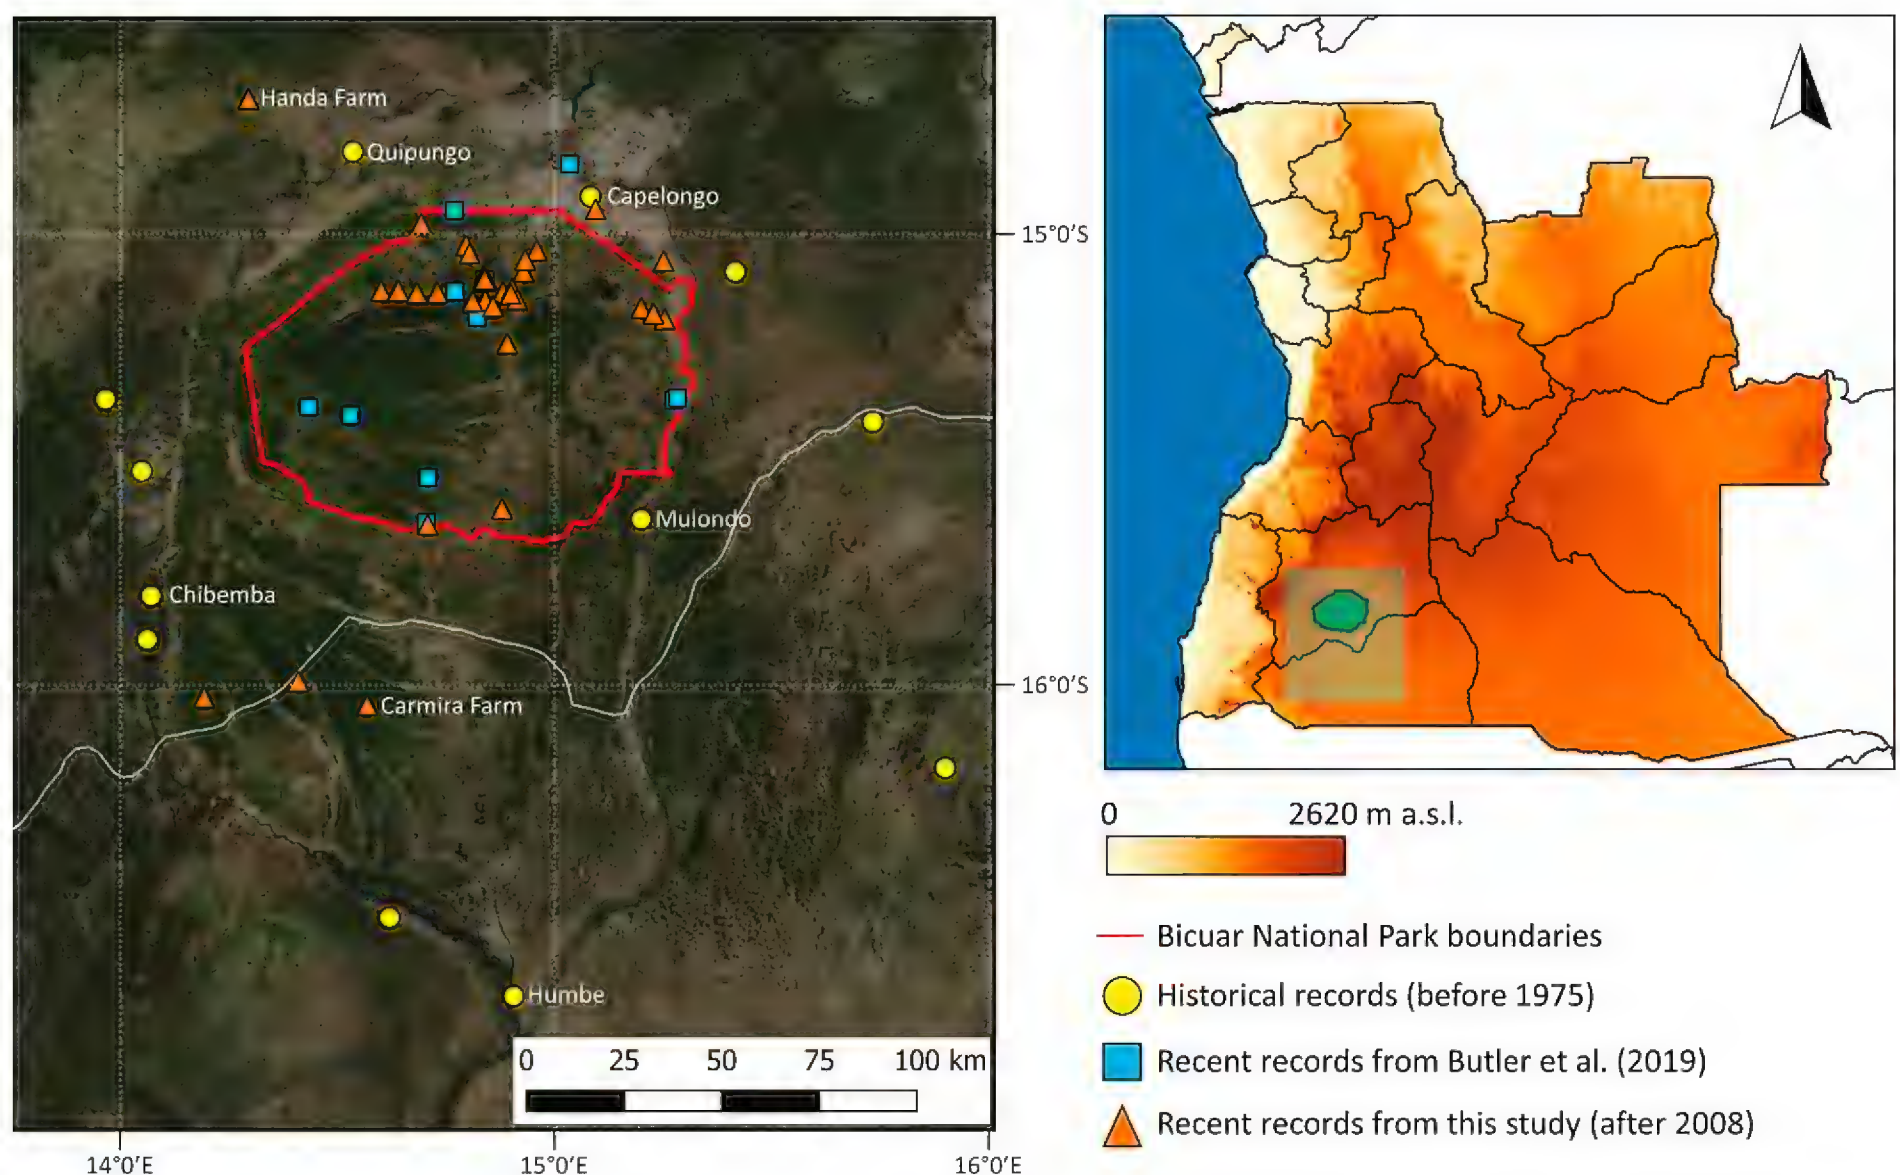 Handa Farm
Quipungo
Capelongo
15°0′S
Mulondo
Chibemba
16°0′S
Carmira Farm
Humbe
0 25 50 75 100 km
14°0′E 15°0′E 16°0′E
0 2620 m a.s.l.
Bicuar National Park boundaries
Historical records (before 1975)
Recent records from Butler et al. (2019)
Recent records from this study (after 2008)